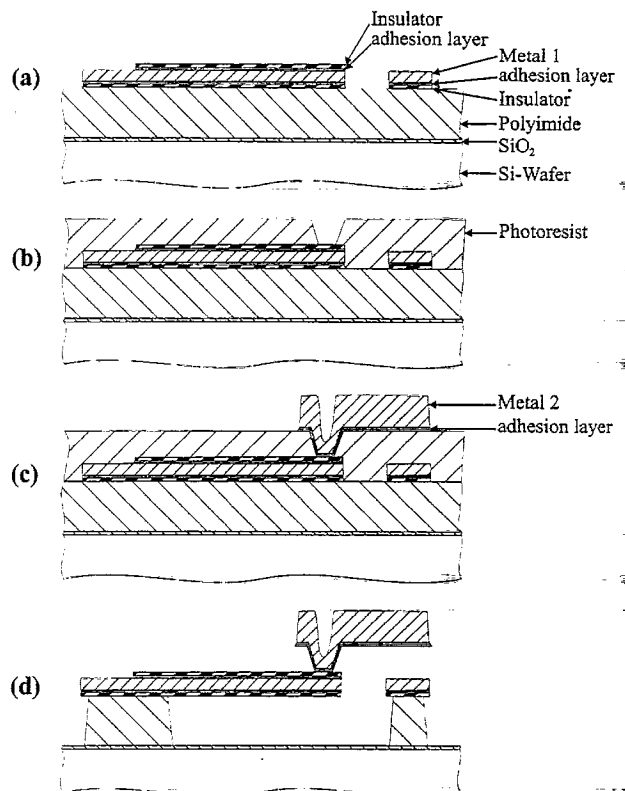 Insulator
adhesion layer
(a)
Metal 1
adhesion layer
Insulator
Polyimide
SiO₂
Si-Wafer
(b)
Photoresist
(c)
Metal 2
adhesion layer
(d)